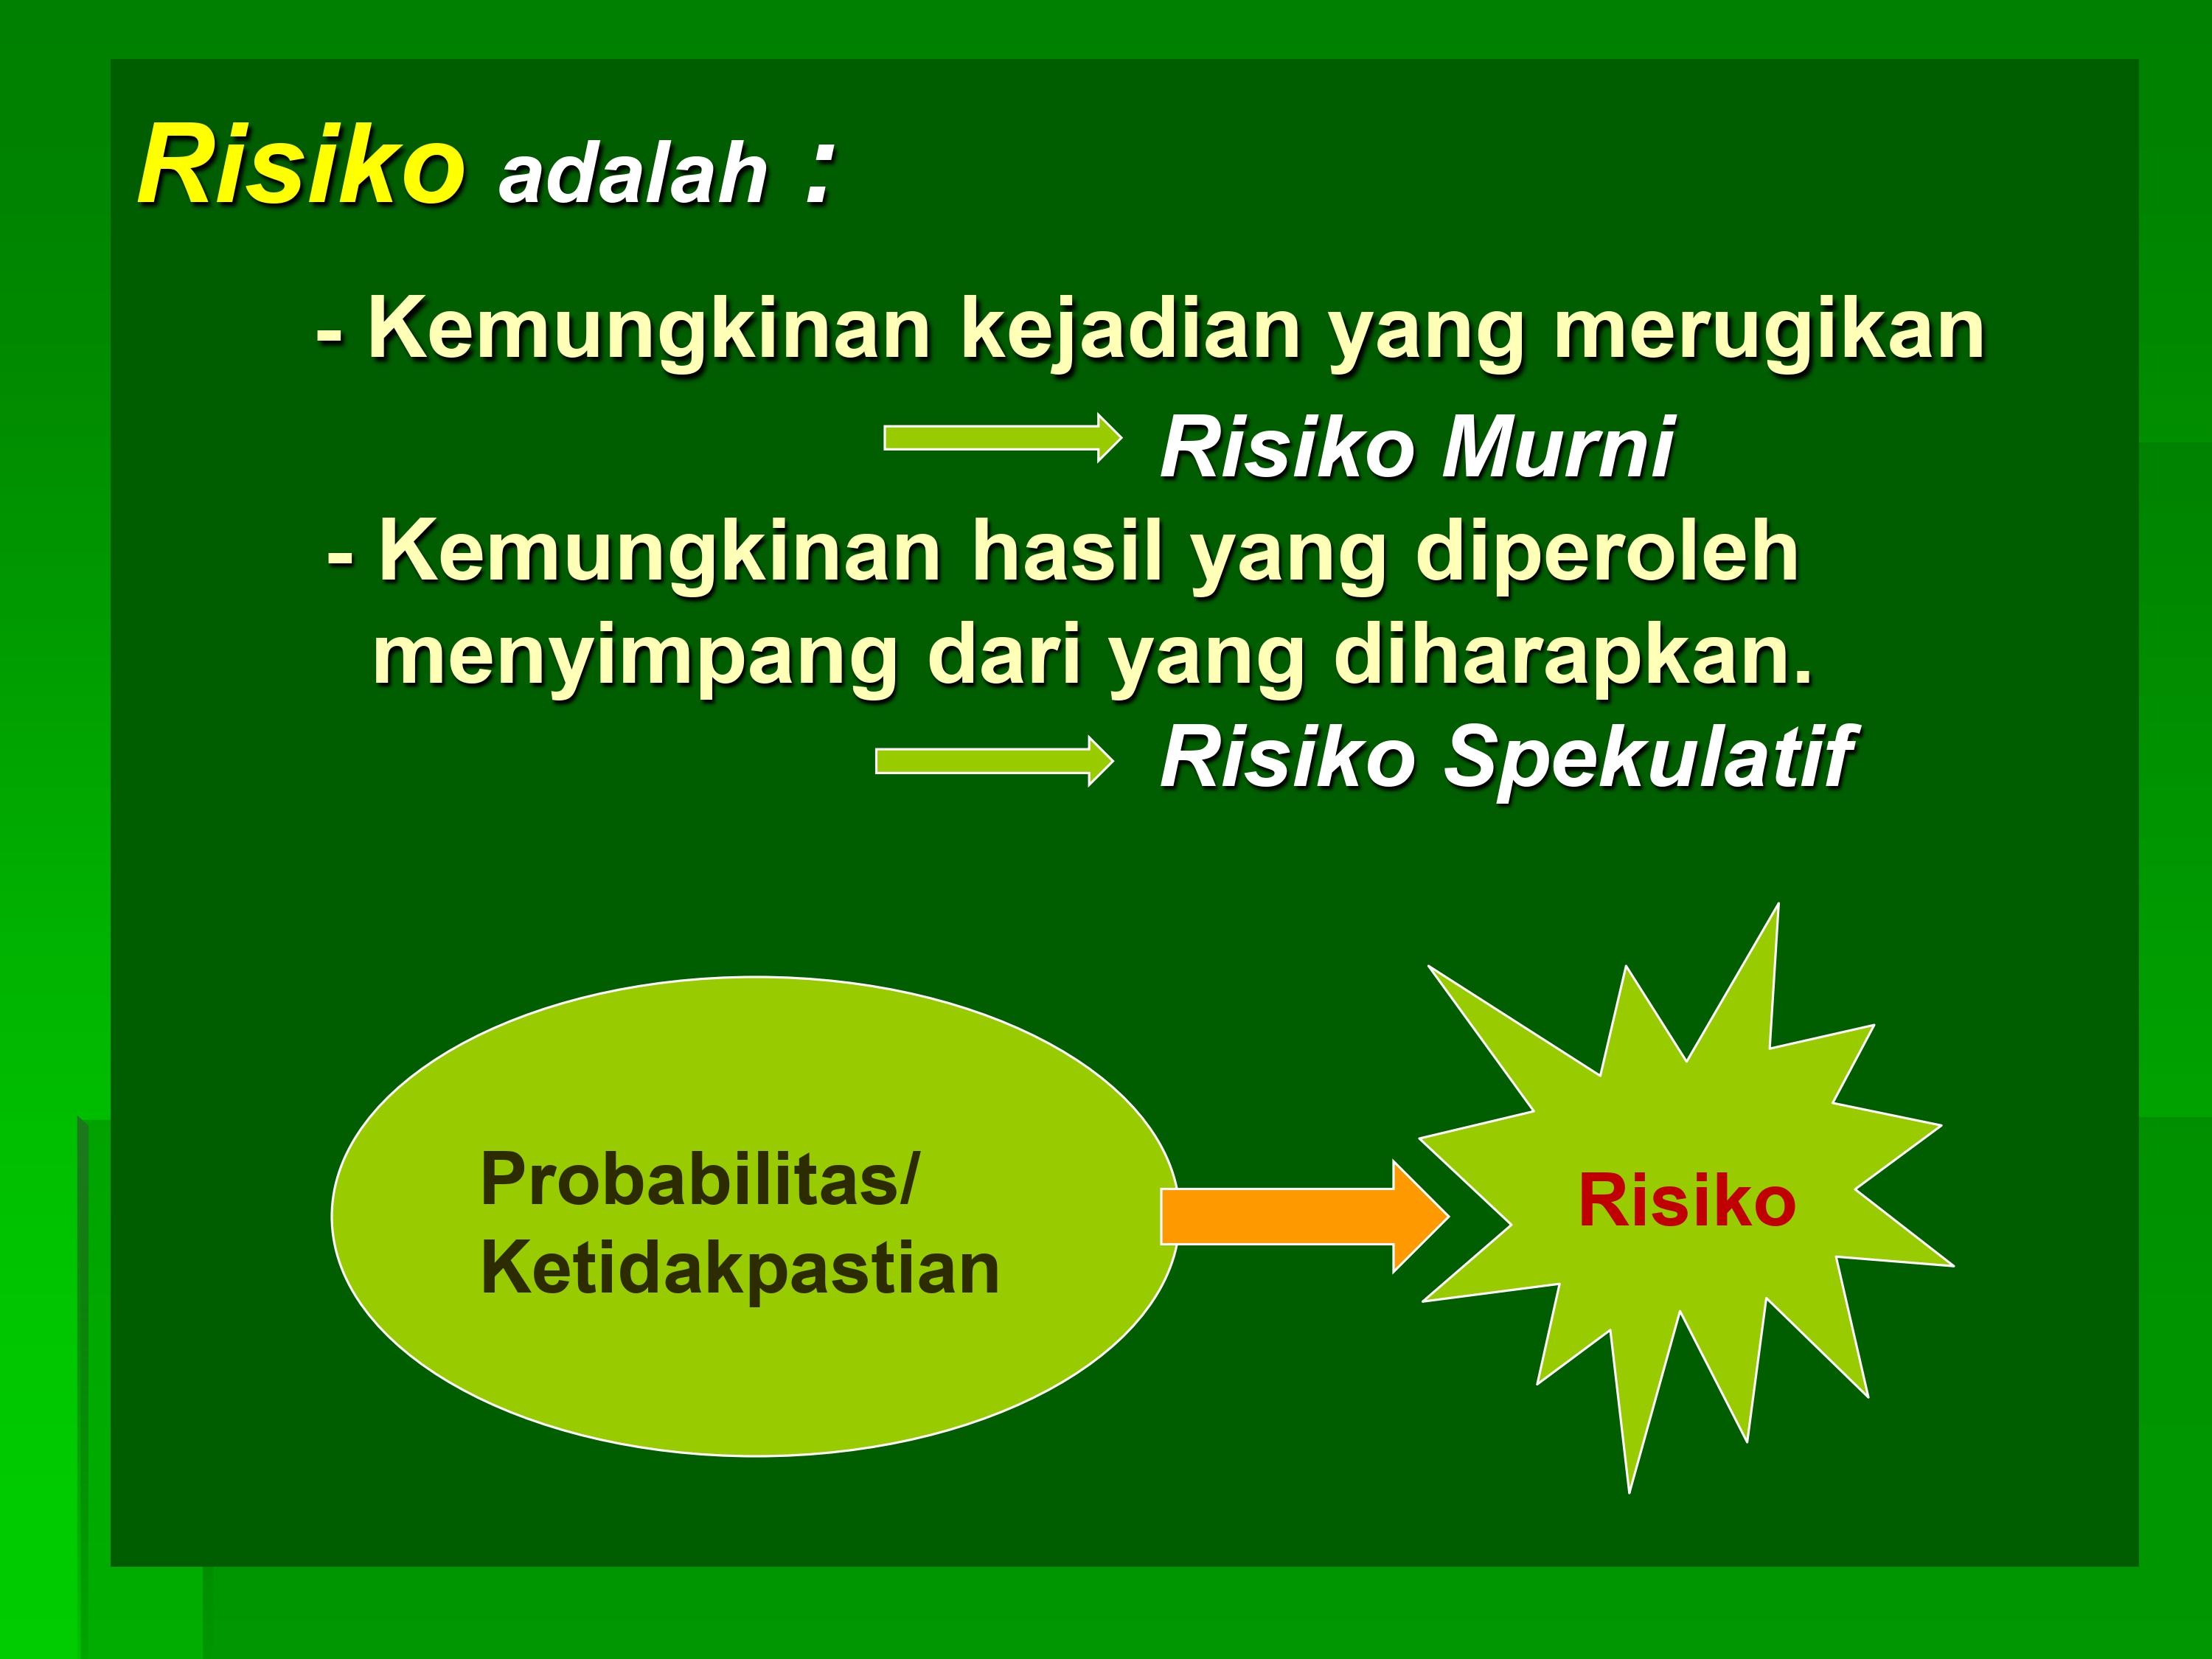 Risiko adalah :
- Kemungkinan kejadian yang merugikan
Risiko Murni
- Kemungkinan hasil yang diperoleh
menyimpang dari yang diharapkan.
Risiko Spekulatif
Probabilitas/
Ketidakpastian
Risiko